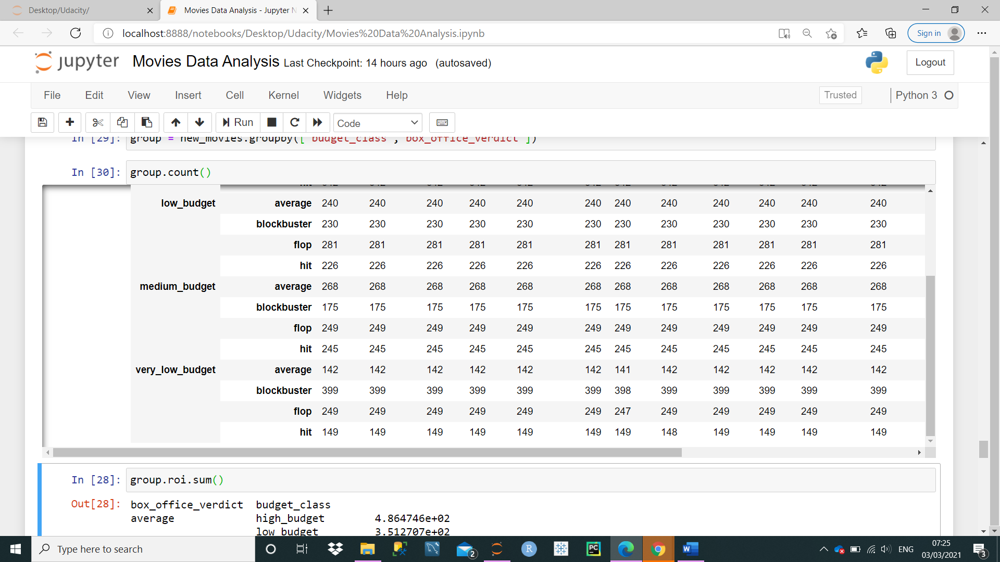 Desktop/Udacity/
Movies Data Analysis - Jupyter N
localhost:8888/notebooks/Desktop/Udacity/Movies%20Data%20Analysis.ipynb
Sign in
jupyter Movies Data Analysis Last Checkpoint: 14 hours ago (autosaved)
Logout
File Edit View Insert Cell Kernel Widgets Help
Trusted Python 3
Run Code
In [29]: group = new_movies.groupby(['budget_class', 'box_office_verdict'])
In [30]: group.count()
low_budget average 240 240 240 240 240 240 240 240 240 240 240 240
blockbuster 230 230 230 230 230 230 230 230 230 230 230 230
flop 281 281 281 281 281 281 281 281 281 281 281 281
hit 226 226 226 226 226 226 226 226 226 226 226 226
medium_budget average 268 268 268 268 268 268 268 268 268 268 268 268
blockbuster 175 175 175 175 175 175 175 175 175 175 175 175
flop 249 249 249 249 249 249 249 249 249 249 249 249
hit 245 245 245 245 245 245 245 245 245 245 245 245
very_low_budget average 142 142 142 142 142 142 141 142 142 142 142 142
blockbuster 399 399 399 399 399 399 398 399 399 399 399 399
flop 249 249 249 249 249 249 247 249 249 249 249 249
hit 149 149 149 149 149 149 149 148 149 149 149 149
In [28]: group.roi.sum()
Out[28]: box_office_verdict budget_class
average high_budget 4.864746e+02
low_budget 3.512707e+02
Type here to search
2
R
PC
W
ENG
07:25
03/03/2021
3